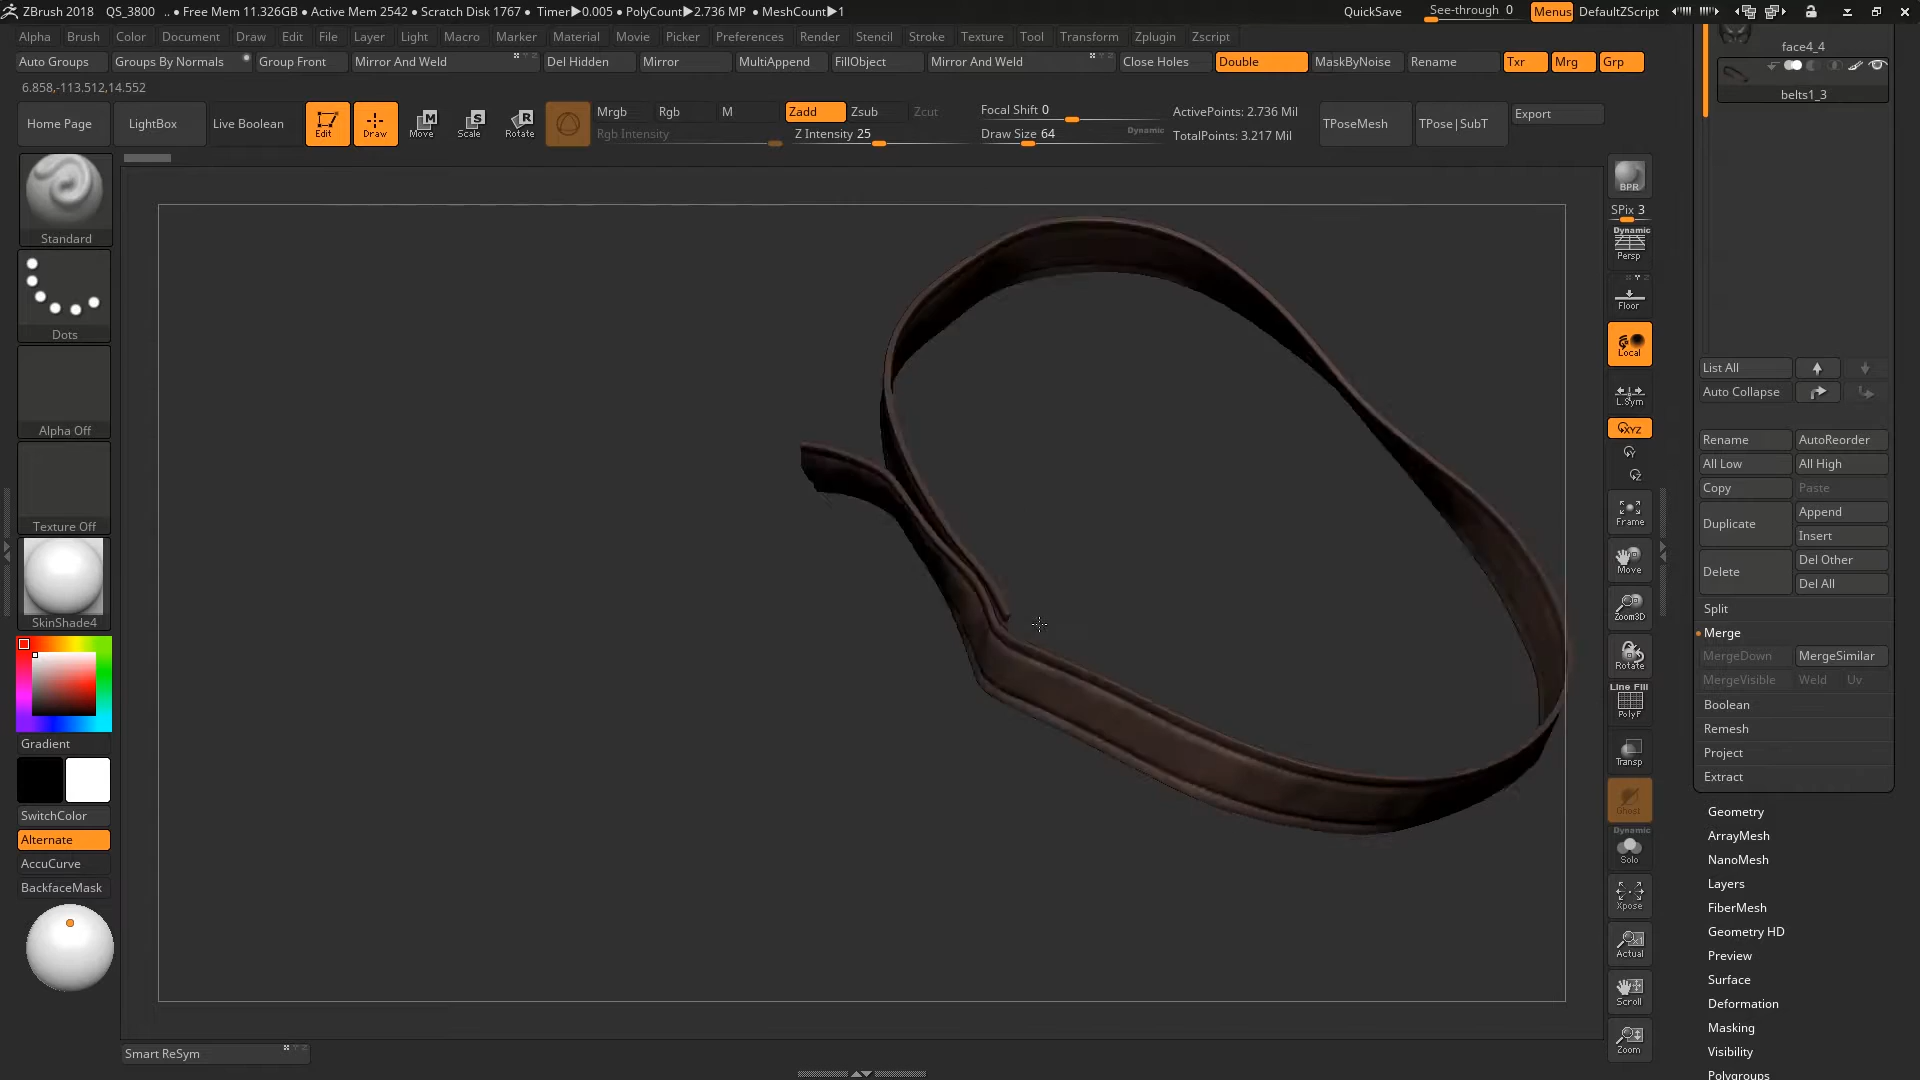 ZBrush 2018 QS_3800 .. ● Free Mem 11.326GB ● Active Mem 2542 ● Scratch Disk 1767 ● Timer▶0.005 ● PolyCount▶2.736 MP ● MeshCount▶1 QuickSave See-through 0 Menus DefaultZScript
Alpha Brush Color Document Draw Edit File Layer Light Macro Marker Material Movie Picker Preferences Render Stencil Stroke Texture Tool Transform Zplugin Zscript
Auto Groups Groups By Normals Group Front Mirror And Weld Del Hidden Mirror MultiAppend FillObject Mirror And Weld Close Holes Double MaskByNoise Rename Txr Mrg Grp
6.858,-113.512,14.552
Home Page LightBox Live Boolean Edit Draw Move Scale Rotate
Mrgb Rgb M Zadd Zsub Zcut
Rgb Intensity Z Intensity 25
Focal Shift 0
Draw Size 64 Dynamic
ActivePoints: 2.736 Mil
TotalPoints: 3.217 Mil
TPoseMesh TPose|SubT Export
Standard
Dots
Alpha Off
Texture Off
SkinShade4
Gradient
SwitchColor
Alternate
AccuCurve
BackfaceMask
Smart ReSym
BPR
SPix 3
Dynamic
Persp
Floor
Local
L.Sym
XYZ
Y
Z
Frame
Move
Zoom3D
Rotate
Line Fill
PolyF
Transp
Ghost
Dynamic
Solo
Xpose
Actual
Scroll
Zoom
face4_4
belts1_3
List All
Auto Collapse
Rename AutoReorder
All Low All High
Copy Paste
Duplicate Append
Insert
Delete Del Other
Del All
Split
Merge
MergeDown MergeSimilar
MergeVisible Weld Uv
Boolean
Remesh
Project
Extract
Geometry
ArrayMesh
NanoMesh
Layers
FiberMesh
Geometry HD
Preview
Surface
Deformation
Masking
Visibility
Polygroups